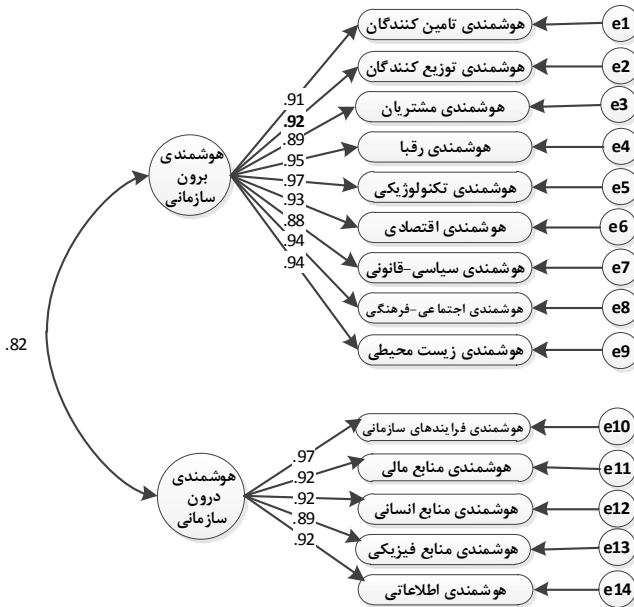 هوشمندی تامین کنندگان
e1
هوشمندی توزیع کنندگان
e2
هوشمندی مشتریان
e3
هوشمندی رقبا
e4
هوشمندی تکنولوژیکی
e5
هوشمندی اقتصادی
e6
هوشمندی سیاسی-قانونی
e7
هوشمندی اجتماعی-فرهنگی
e8
هوشمندی زیست محیطی
e9
.91
.92
.89
.95
.97
.93
.88
.94
.94
هوشمندی
برون
سازمانی
.82
هوشمندی فرایندهای سازمانی
e10
هوشمندی منابع مالی
e11
هوشمندی منابع انسانی
e12
هوشمندی منابع فیزیکی
e13
هوشمندی اطلاعاتی
e14
.97
.92
.92
.89
.92
هوشمندی
درون
سازمانی